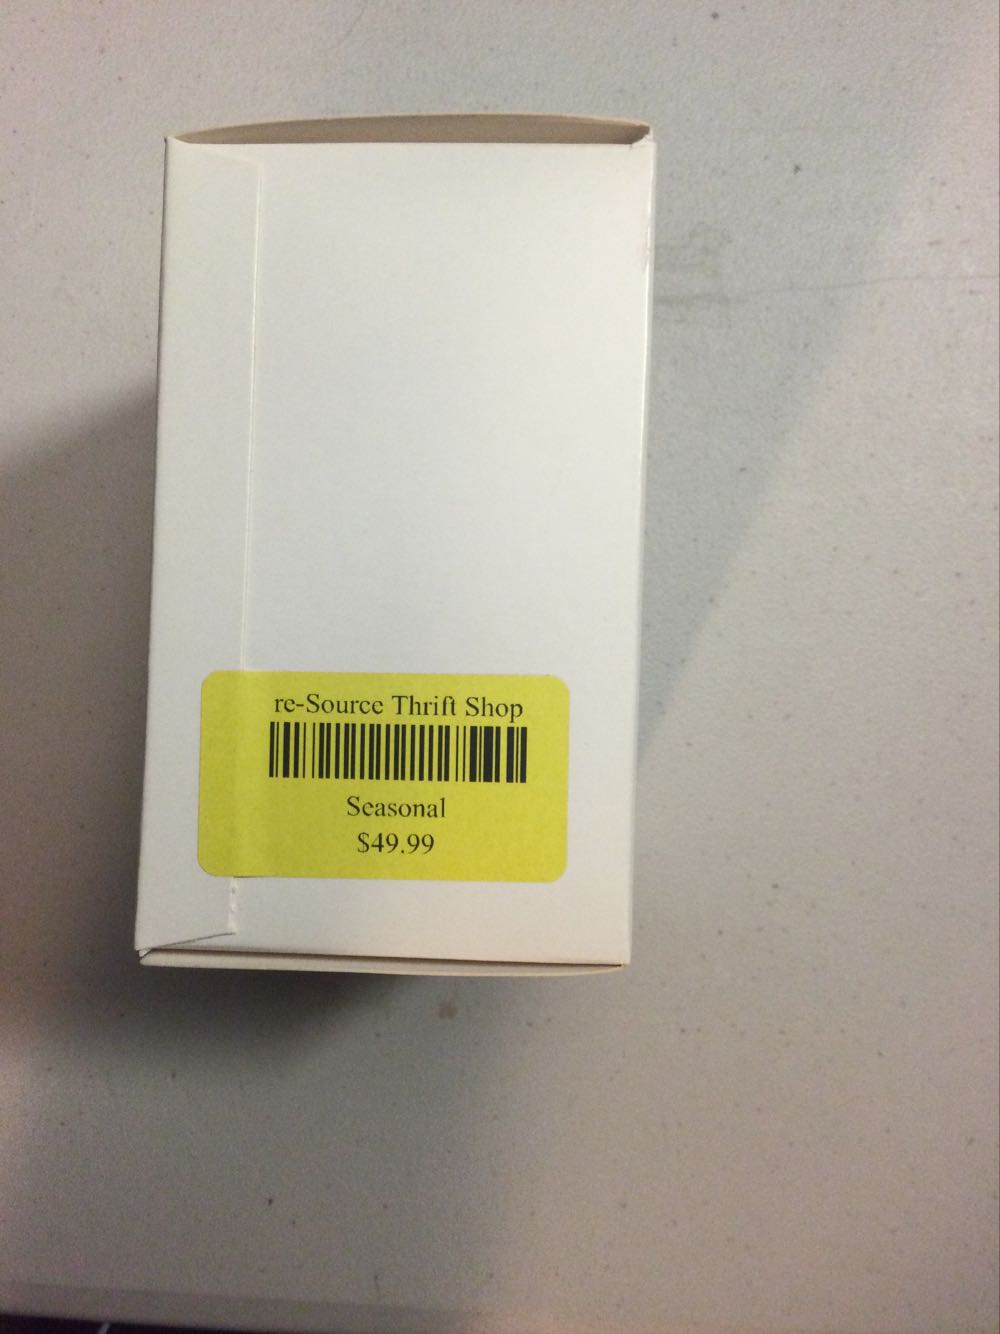 re-Source Thrift Shop
Seasonal
$49.99